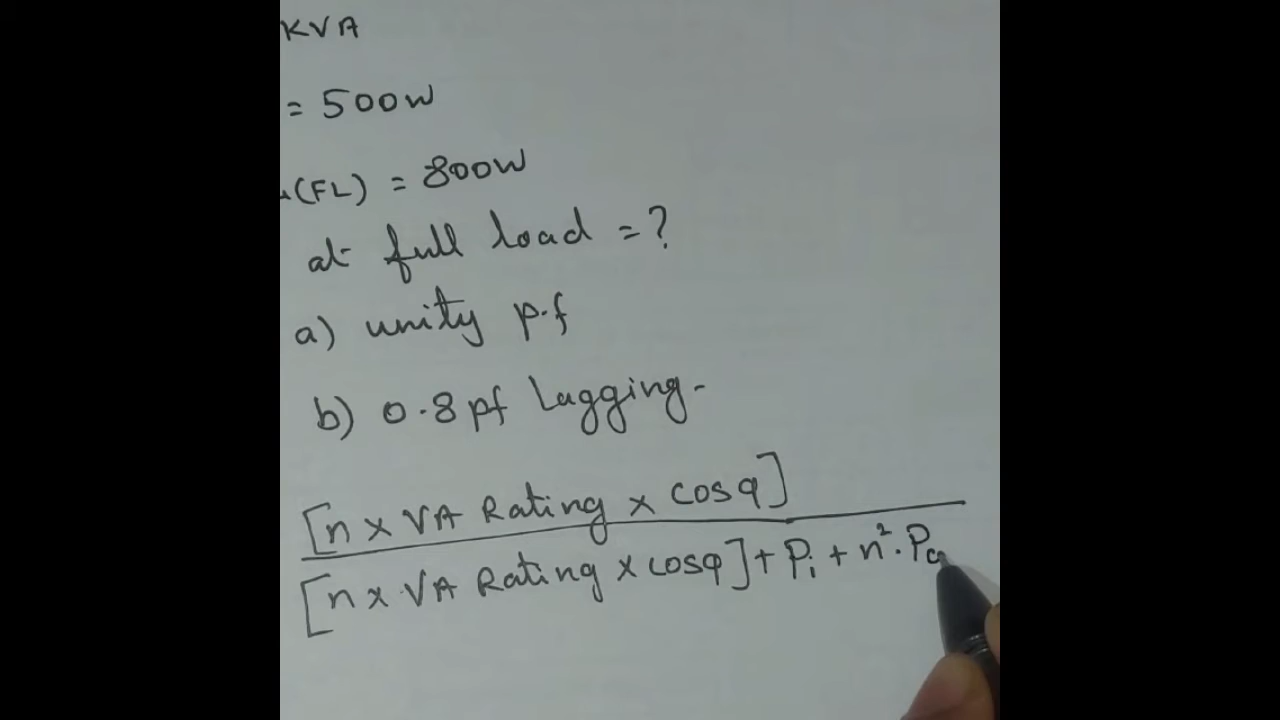 KVA
= 500W
(FL) = 800W
at full load = ?
a) unity p.f
b) 0.8 pf Lagging.
[n x VA Rating x cosφ]
[n x VA Rating x cosφ] + Pi + n². Pcu